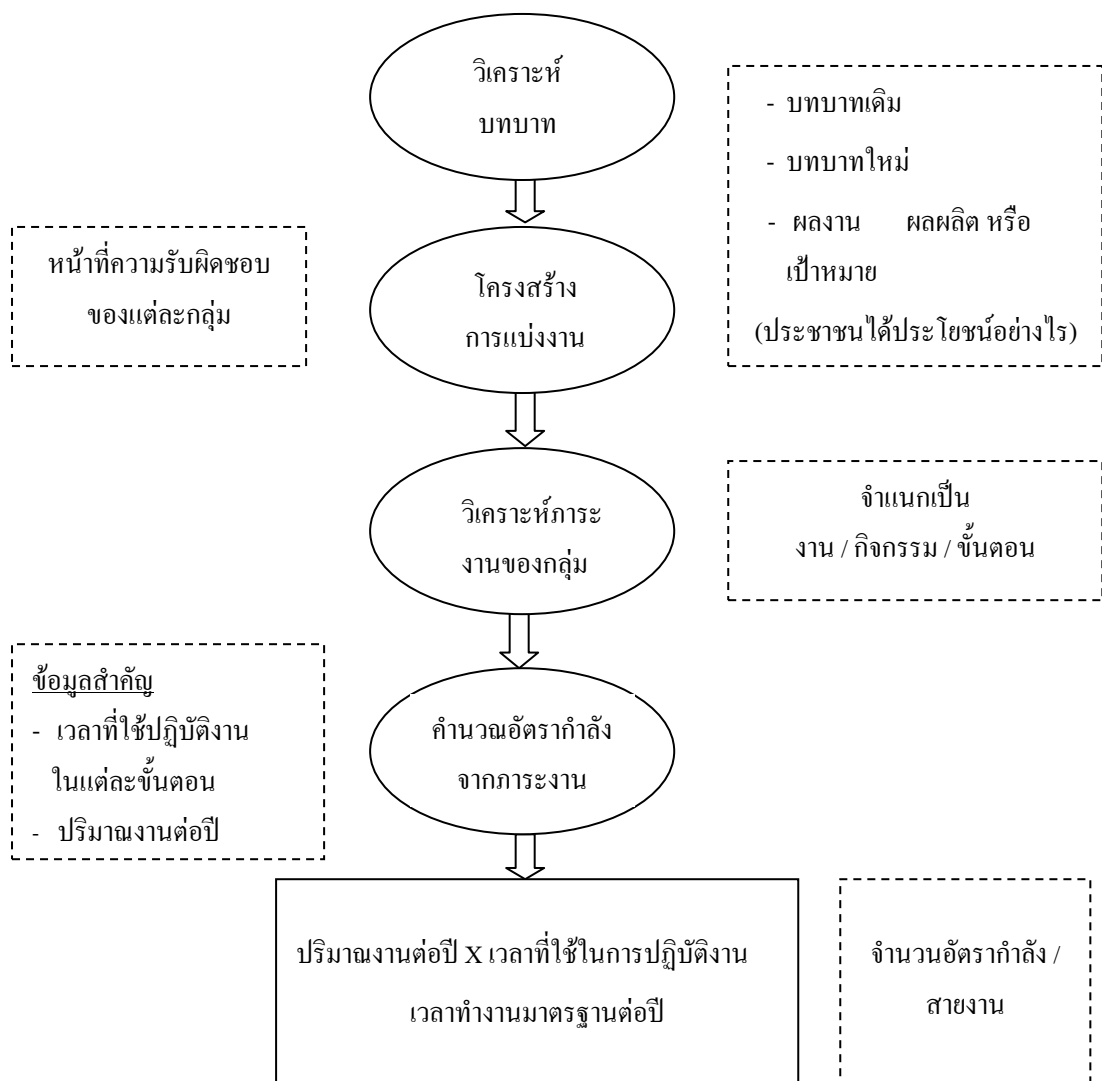 วิเคราะห์
บทบาท
- บทบาทเดิม
- บทบาทใหม่
- ผลงาน ผลผลิต หรือ
เป้าหมาย
(ประชาชนได้ประโยชน์อย่างไร)
หน้าที่ความรับผิดชอบ
ของแต่ละกลุ่ม
โครงสร้าง
การแบ่งงาน
วิเคราะห์ภาระ
งานของกลุ่ม
จำแนกเป็น
งาน / กิจกรรม / ขั้นตอน
ข้อมูลสำคัญ
- เวลาที่ใช้ปฏิบัติงาน
ในแต่ละขั้นตอน
- ปริมาณงานต่อปี
คำนวณอัตรากำลัง
จากภาระงาน
ปริมาณงานต่อปี X เวลาที่ใช้ในการปฏิบัติงาน
เวลาทำงานมาตรฐานต่อปี
จำนวนอัตรากำลัง /
สายงาน